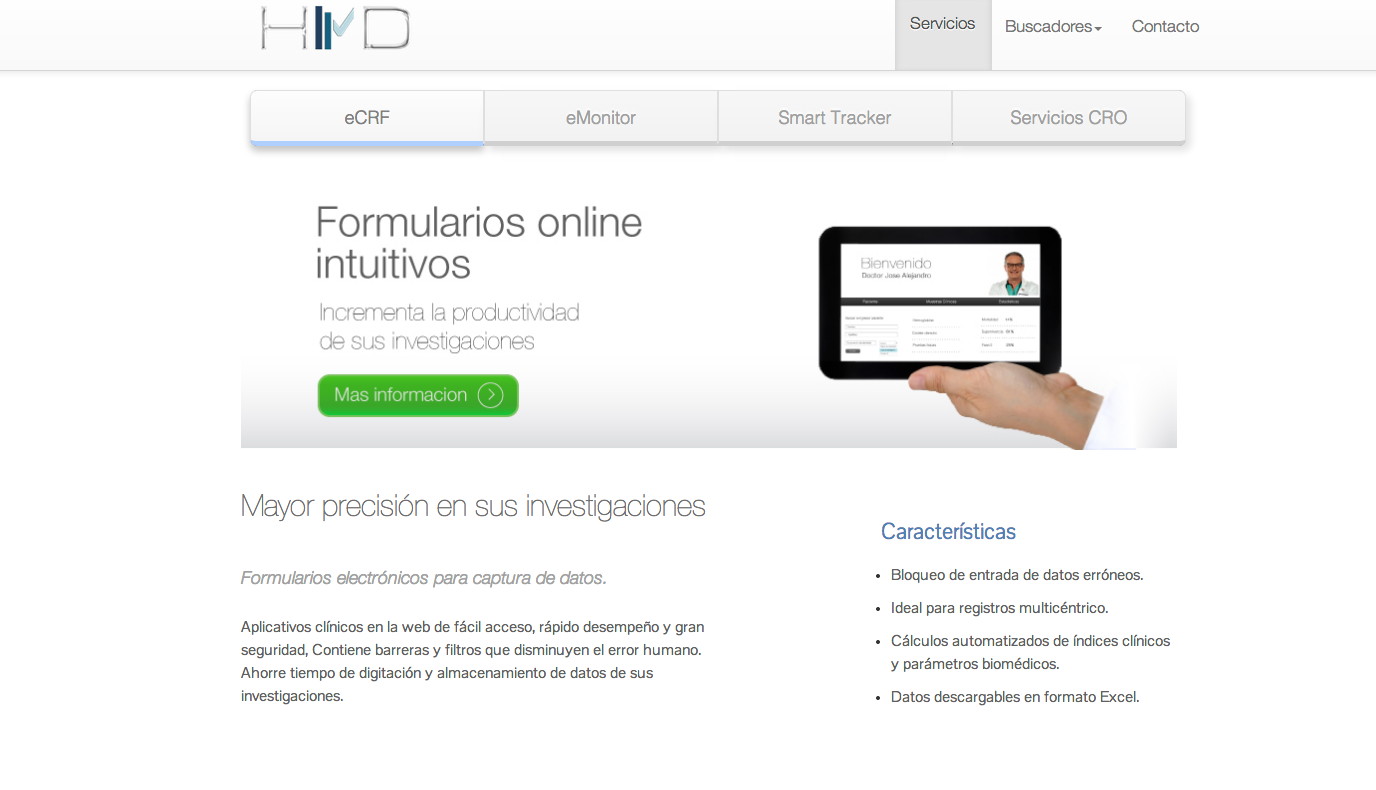 HMD
Servicios
Buscadores
Contacto
eCRF
eMonitor
Smart Tracker
Servicios CRO
Formularios online
intuitivos
Incrementa la productividad
de sus investigaciones
Mas informacion
Bienvenido
Doctor Jose Alejandro
Mayor precisión en sus investigaciones
Formularios electrónicos para captura de datos.
Aplicativos clínicos en la web de fácil acceso, rápido desempeño y gran
seguridad, Contiene barreras y filtros que disminuyen el error humano.
Ahorre tiempo de digitación y almacenamiento de datos de sus
investigaciones.
Características
Bloqueo de entrada de datos erróneos.
Ideal para registros multicéntrico.
Cálculos automatizados de índices clínicos
y parámetros biomédicos.
Datos descargables en formato Excel.